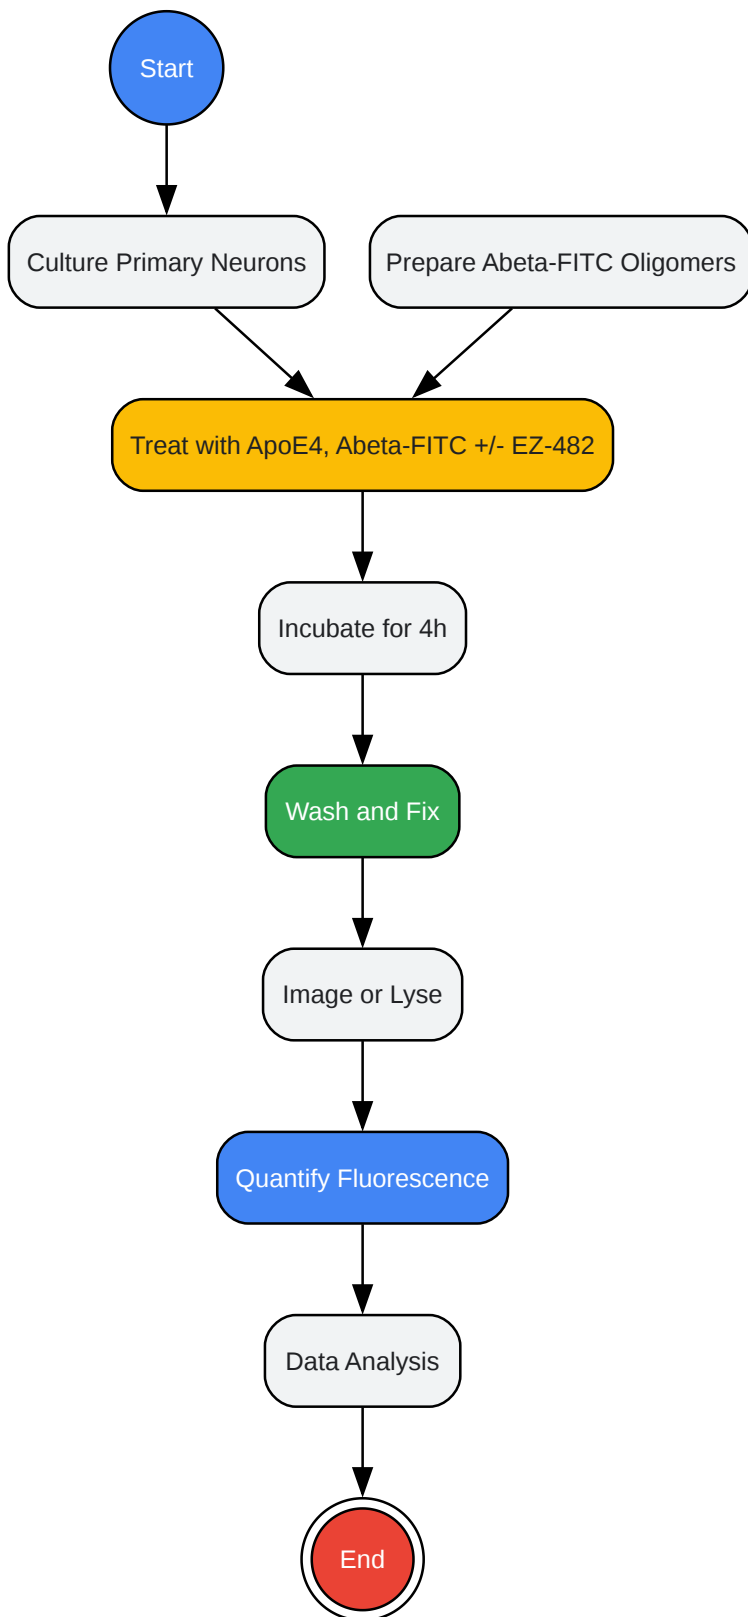 Start
Culture Primary Neurons
Prepare Abeta-FITC Oligomers
Treat with ApoE4, Abeta-FITC +/- EZ-482
Incubate for 4h
Wash and Fix
Image or Lyse
Quantify Fluorescence
Data Analysis
End